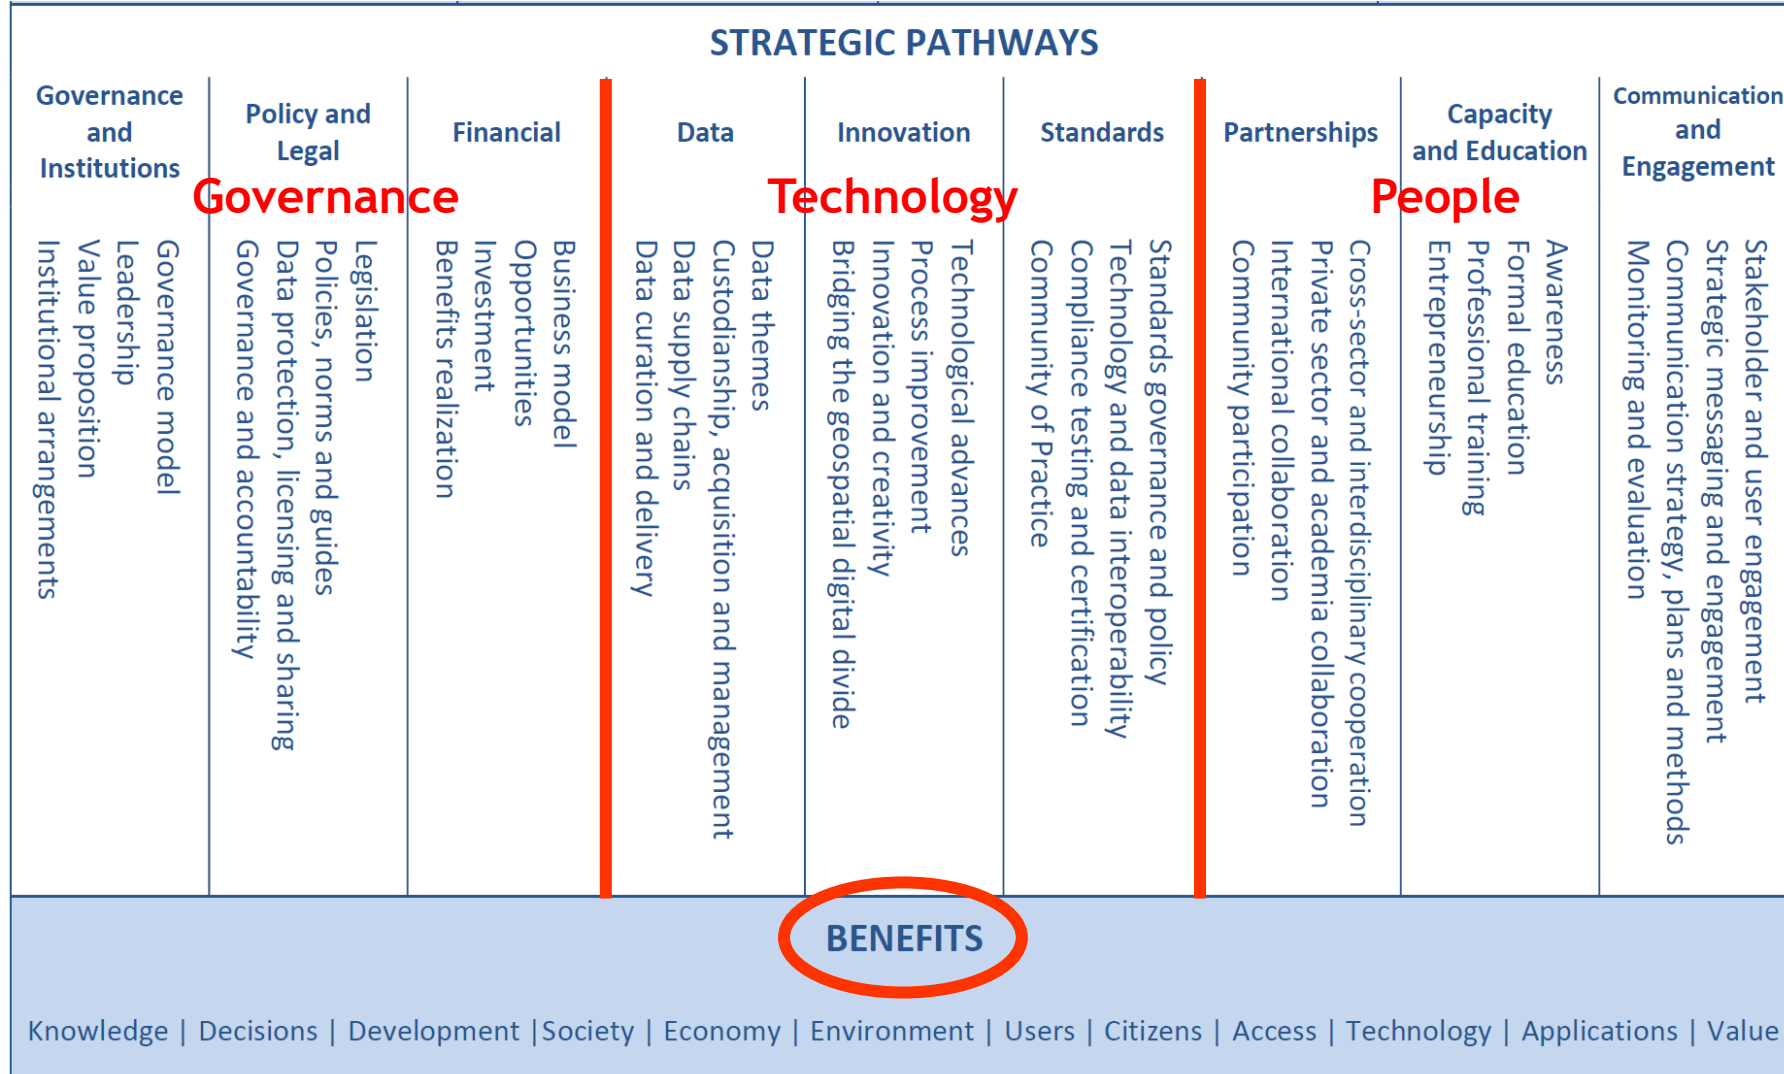 STRATEGIC PATHWAYS
Governance
and
Institutions
Policy and
Legal
Financial
Data
Innovation
Standards
Partnerships
Capacity
and Education
Communication
and
Engagement
Governance
Technology
People
Governance model
Leadership
Value proposition
Institutional arrangements
Legislation
Policies, norms and guides
Data protection, licensing and sharing
Governance and accountability
Business model
Opportunities
Investment
Benefits realization
Data themes
Custodianship, acquisition and management
Data supply chains
Data curation and delivery
Technological advances
Process improvement
Innovation and creativity
Bridging the geospatial digital divide
Standards governance and policy
Technology and data interoperability
Compliance testing and certification
Community of Practice
Cross-sector and interdisciplinary cooperation
Private sector and academia collaboration
International collaboration
Community participation
Awareness
Formal education
Professional training
Entrepreneurship
Stakeholder and user engagement
Strategic messaging and engagement
Communication strategy, plans and methods
Monitoring and evaluation
BENEFITS
Knowledge | Decisions | Development |Society | Economy | Environment | Users | Citizens | Access | Technology | Applications | Value